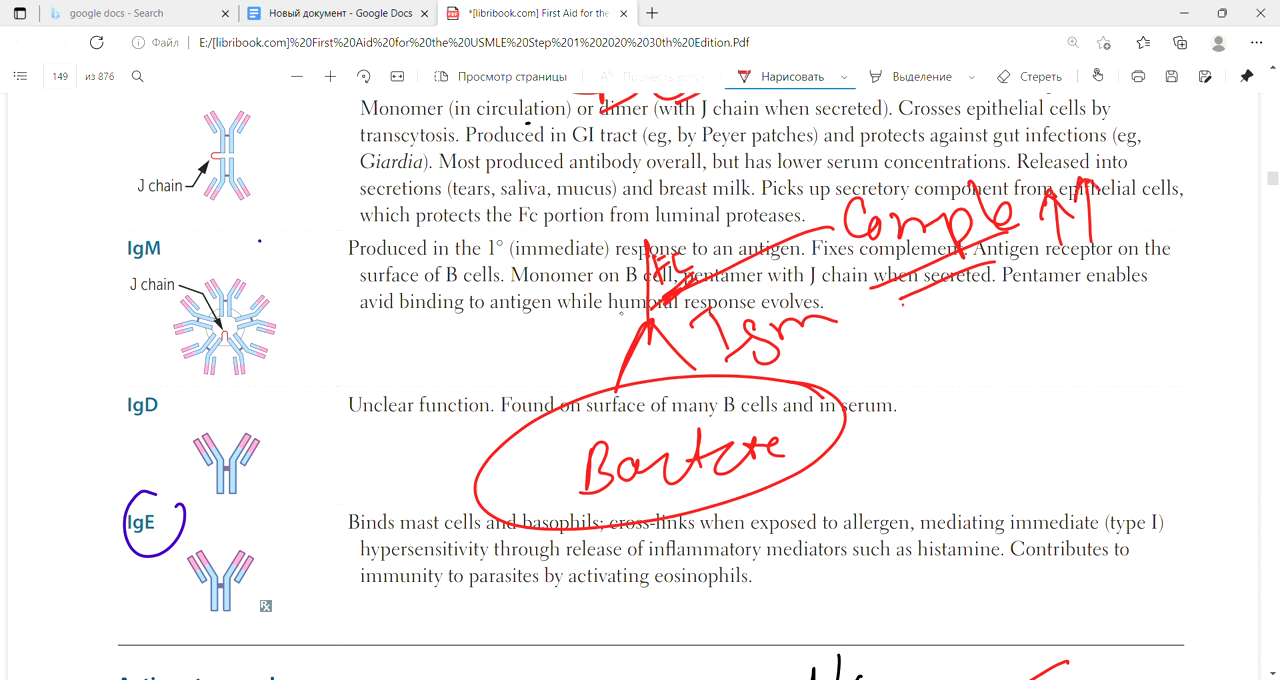 google docs - Search
Новый документ - Google Docs
*[libribook.com] First Aid for the
Файл
E:/[libribook.com]%20First%20Aid%20for%20the%20USMLE%20Step%201%202020%2030th%20Edition.Pdf
149 из 876
Просмотр страницы
Прочесть вслух
Нарисовать
Выделение
Стереть
Monomer (in circulation) or dimer (with J chain when secreted). Crosses epithelial cells by
transcytosis. Produced in GI tract (eg, by Peyer patches) and protects against gut infections (eg,
Giardia). Most produced antibody overall, but has lower serum concentrations. Released into
secretions (tears, saliva, mucus) and breast milk. Picks up secretory component from epithelial cells,
which protects the Fc portion from luminal proteases.
J chain
Comple
IgM
Produced in the 1° (immediate) response to an antigen. Fixes complement. Antigen receptor on the
surface of B cells. Monomer on B cell, pentamer with J chain when secreted. Pentamer enables
avid binding to antigen while humoral response evolves.
J chain
Fc
Igm
IgD
Unclear function. Found on surface of many B cells and in serum.
IgE
Binds mast cells and basophils; cross-links when exposed to allergen, mediating immediate (type I)
hypersensitivity through release of inflammatory mediators such as histamine. Contributes to
immunity to parasites by activating eosinophils.
Rx